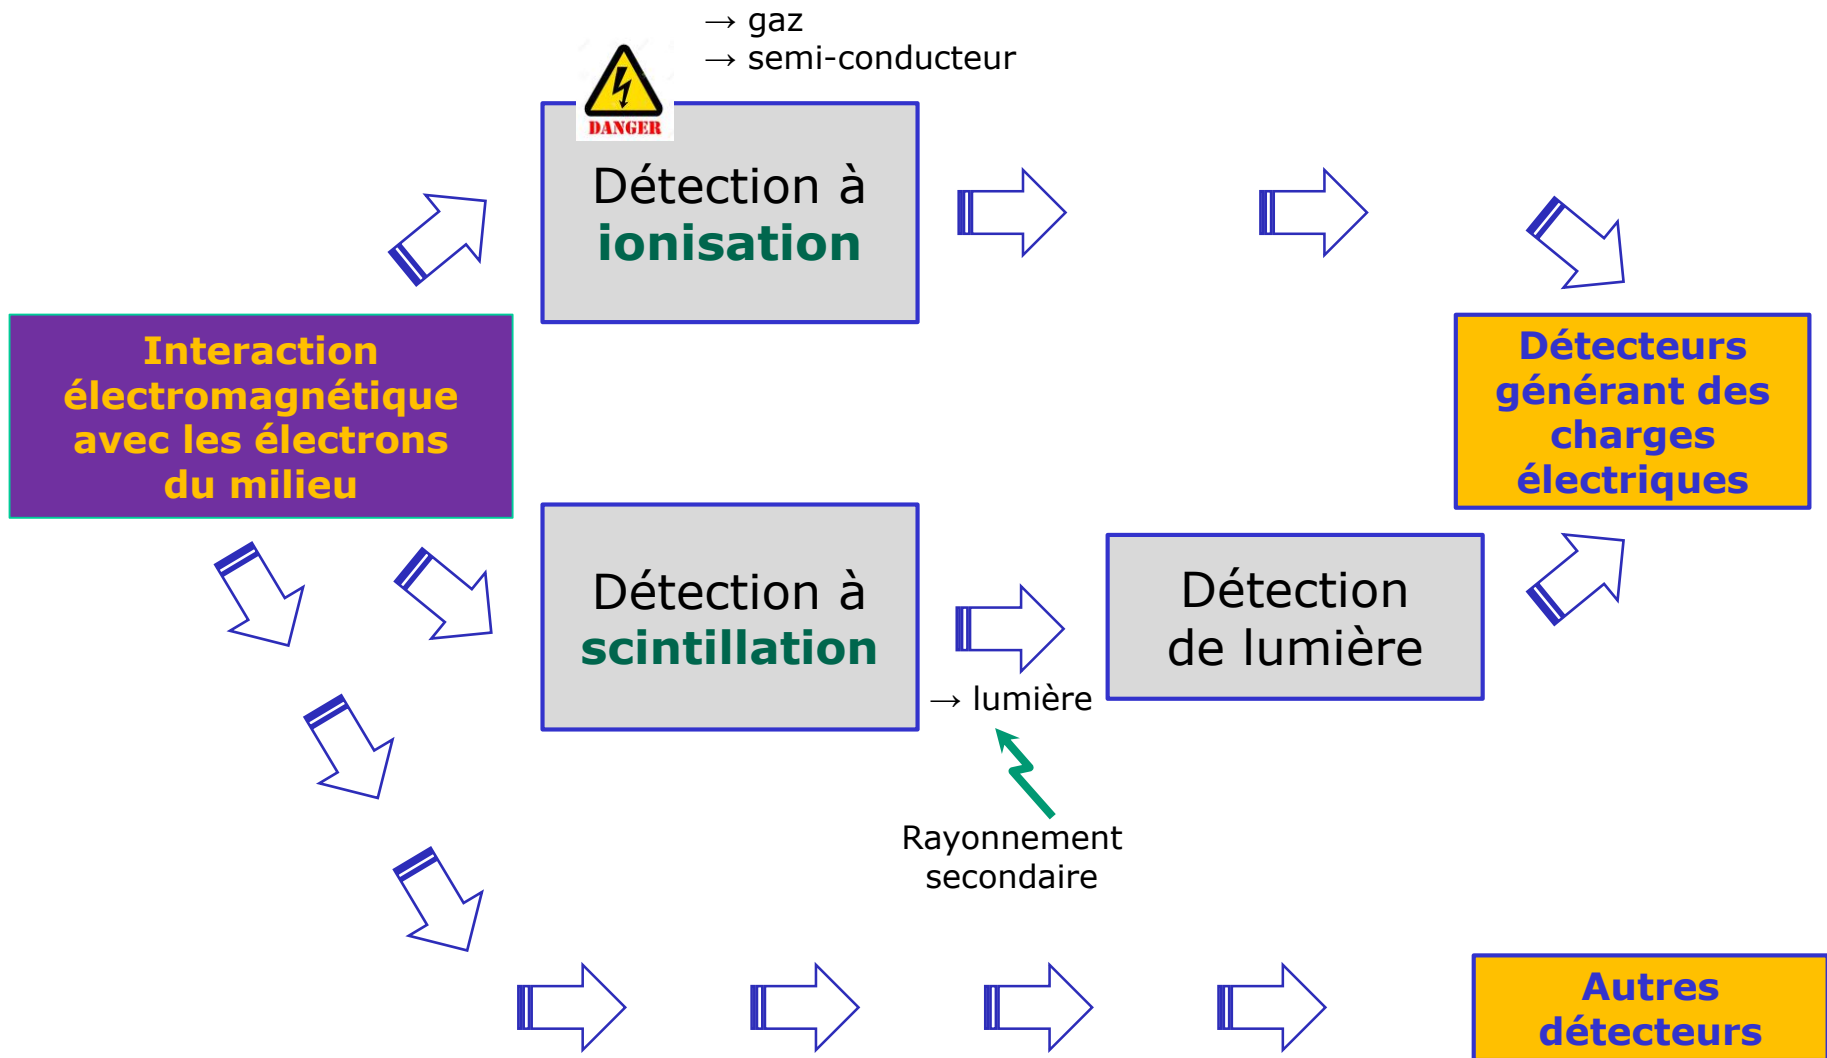 → gaz
→ semi-conducteur
DANGER
Détection à
ionisation
Interaction
électromagnétique
avec les électrons
du milieu
Détecteurs
générant des
charges
électriques
Détection à
scintillation
→ lumière
Détection
de lumière
Rayonnement
secondaire
Autres
détecteurs